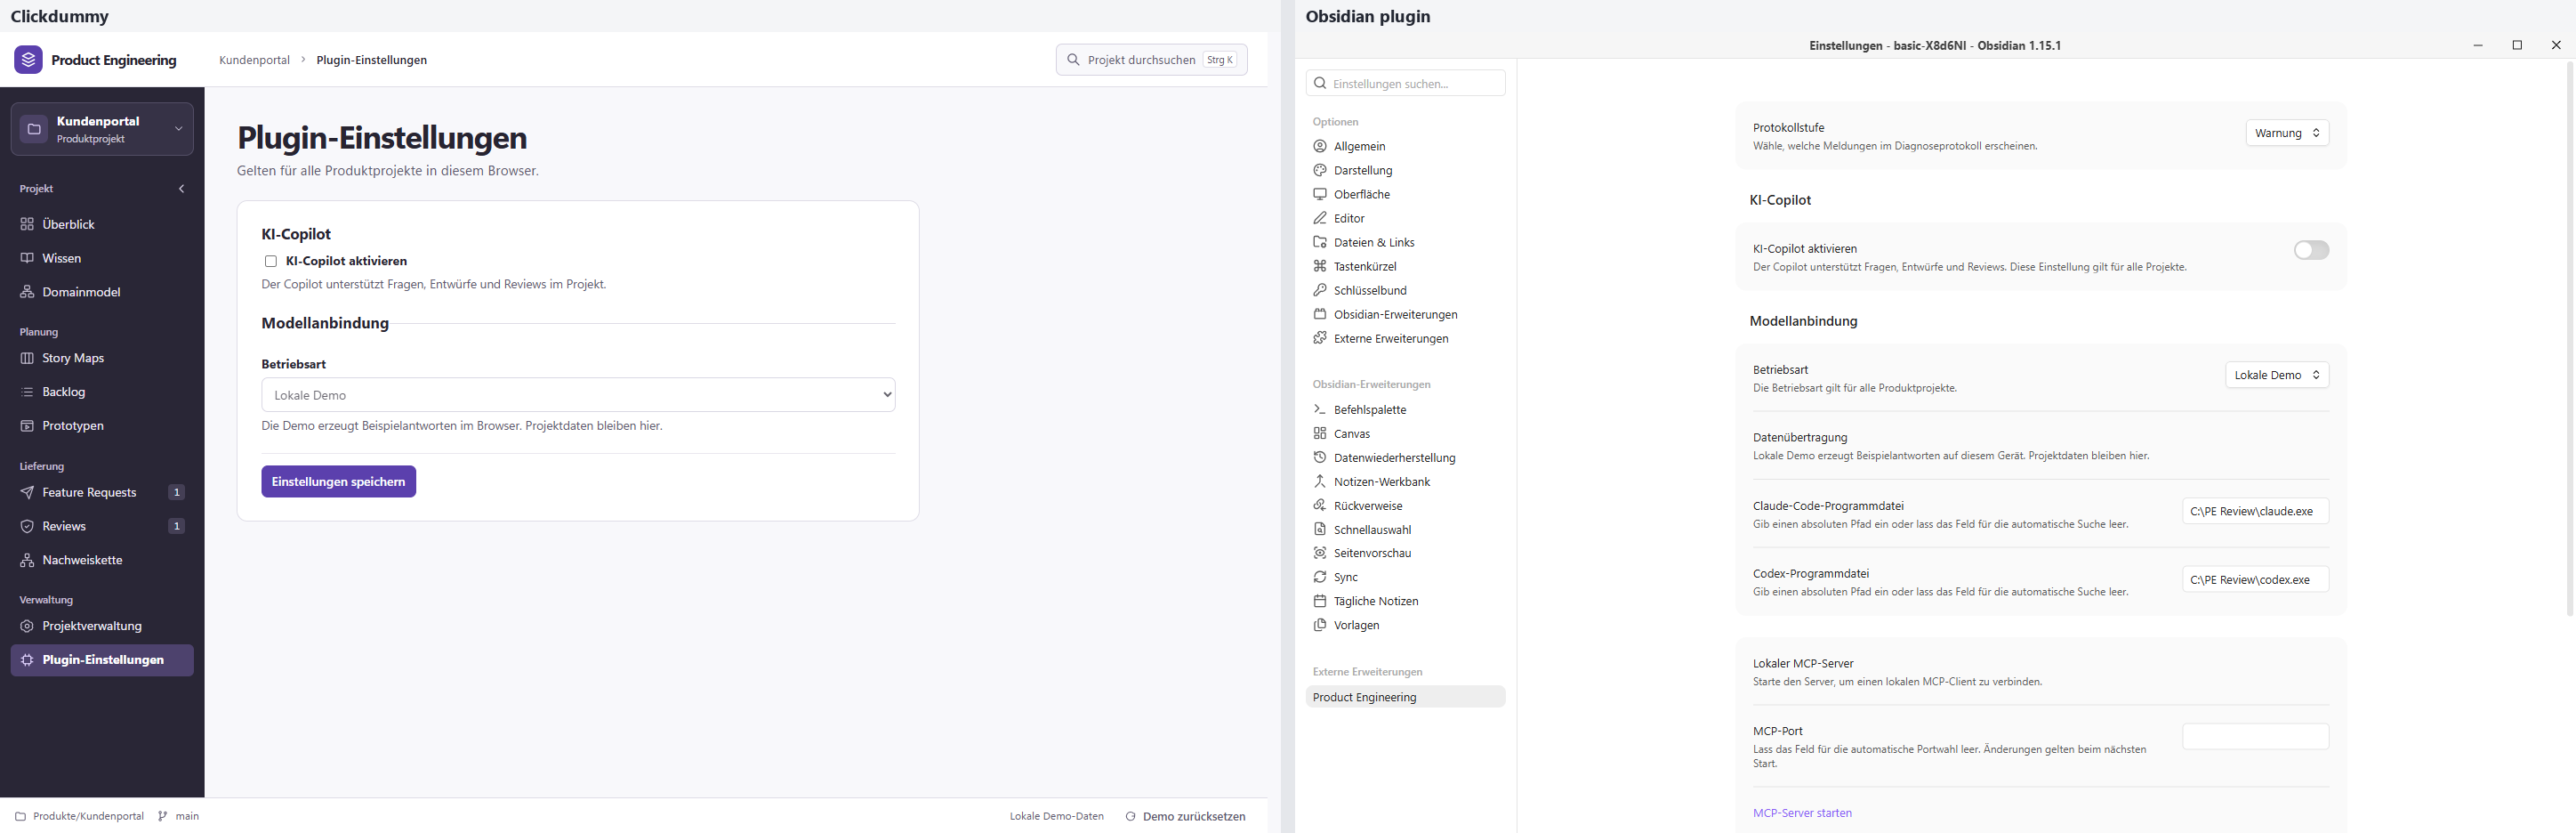 Clickdummy
Product Engineering
Kundenportal > Plugin-Einstellungen
Projekt durchsuchen Strg K
Kundenportal
Produktprojekt
Projekt
Überblick
Wissen
Domainmodel
Planung
Story Maps
Backlog
Prototypen
Lieferung
Feature Requests 1
Reviews 1
Nachweiskette
Verwaltung
Projektverwaltung
Plugin-Einstellungen
Plugin-Einstellungen
Gelten für alle Produktprojekte in diesem Browser.
KI-Copilot
KI-Copilot aktivieren
Der Copilot unterstützt Fragen, Entwürfe und Reviews im Projekt.
Modellanbindung
Betriebsart
Lokale Demo
Die Demo erzeugt Beispielantworten im Browser. Projektdaten bleiben hier.
Einstellungen speichern
Produkte/Kundenportal main
Lokale Demo-Daten Demo zurücksetzen
Obsidian plugin
Einstellungen - basic-X8d6NI - Obsidian 1.15.1
Einstellungen suchen...
Optionen
Allgemein
Darstellung
Oberfläche
Editor
Dateien & Links
Tastenkürzel
Schlüsselbund
Obsidian-Erweiterungen
Externe Erweiterungen
Obsidian-Erweiterungen
Befehlspalette
Canvas
Datenwiederherstellung
Notizen-Werkbank
Rückverweise
Schnellauswahl
Seitenvorschau
Sync
Tägliche Notizen
Vorlagen
Externe Erweiterungen
Product Engineering
Protokollstufe
Wähle, welche Meldungen im Diagnoseprotokoll erscheinen.
Warnung
KI-Copilot
KI-Copilot aktivieren
Der Copilot unterstützt Fragen, Entwürfe und Reviews. Diese Einstellung gilt für alle Projekte.
Modellanbindung
Betriebsart
Die Betriebsart gilt für alle Produktprojekte.
Lokale Demo
Datenübertragung
Lokale Demo erzeugt Beispielantworten auf diesem Gerät. Projektdaten bleiben hier.
Claude-Code-Programmdatei
Gib einen absoluten Pfad ein oder lass das Feld für die automatische Suche leer.
C:\PE Review\claude.exe
Codex-Programmdatei
Gib einen absoluten Pfad ein oder lass das Feld für die automatische Suche leer.
C:\PE Review\codex.exe
Lokaler MCP-Server
Starte den Server, um einen lokalen MCP-Client zu verbinden.
MCP-Port
Lass das Feld für die automatische Portwahl leer. Änderungen gelten beim nächsten
Start.
MCP-Server starten